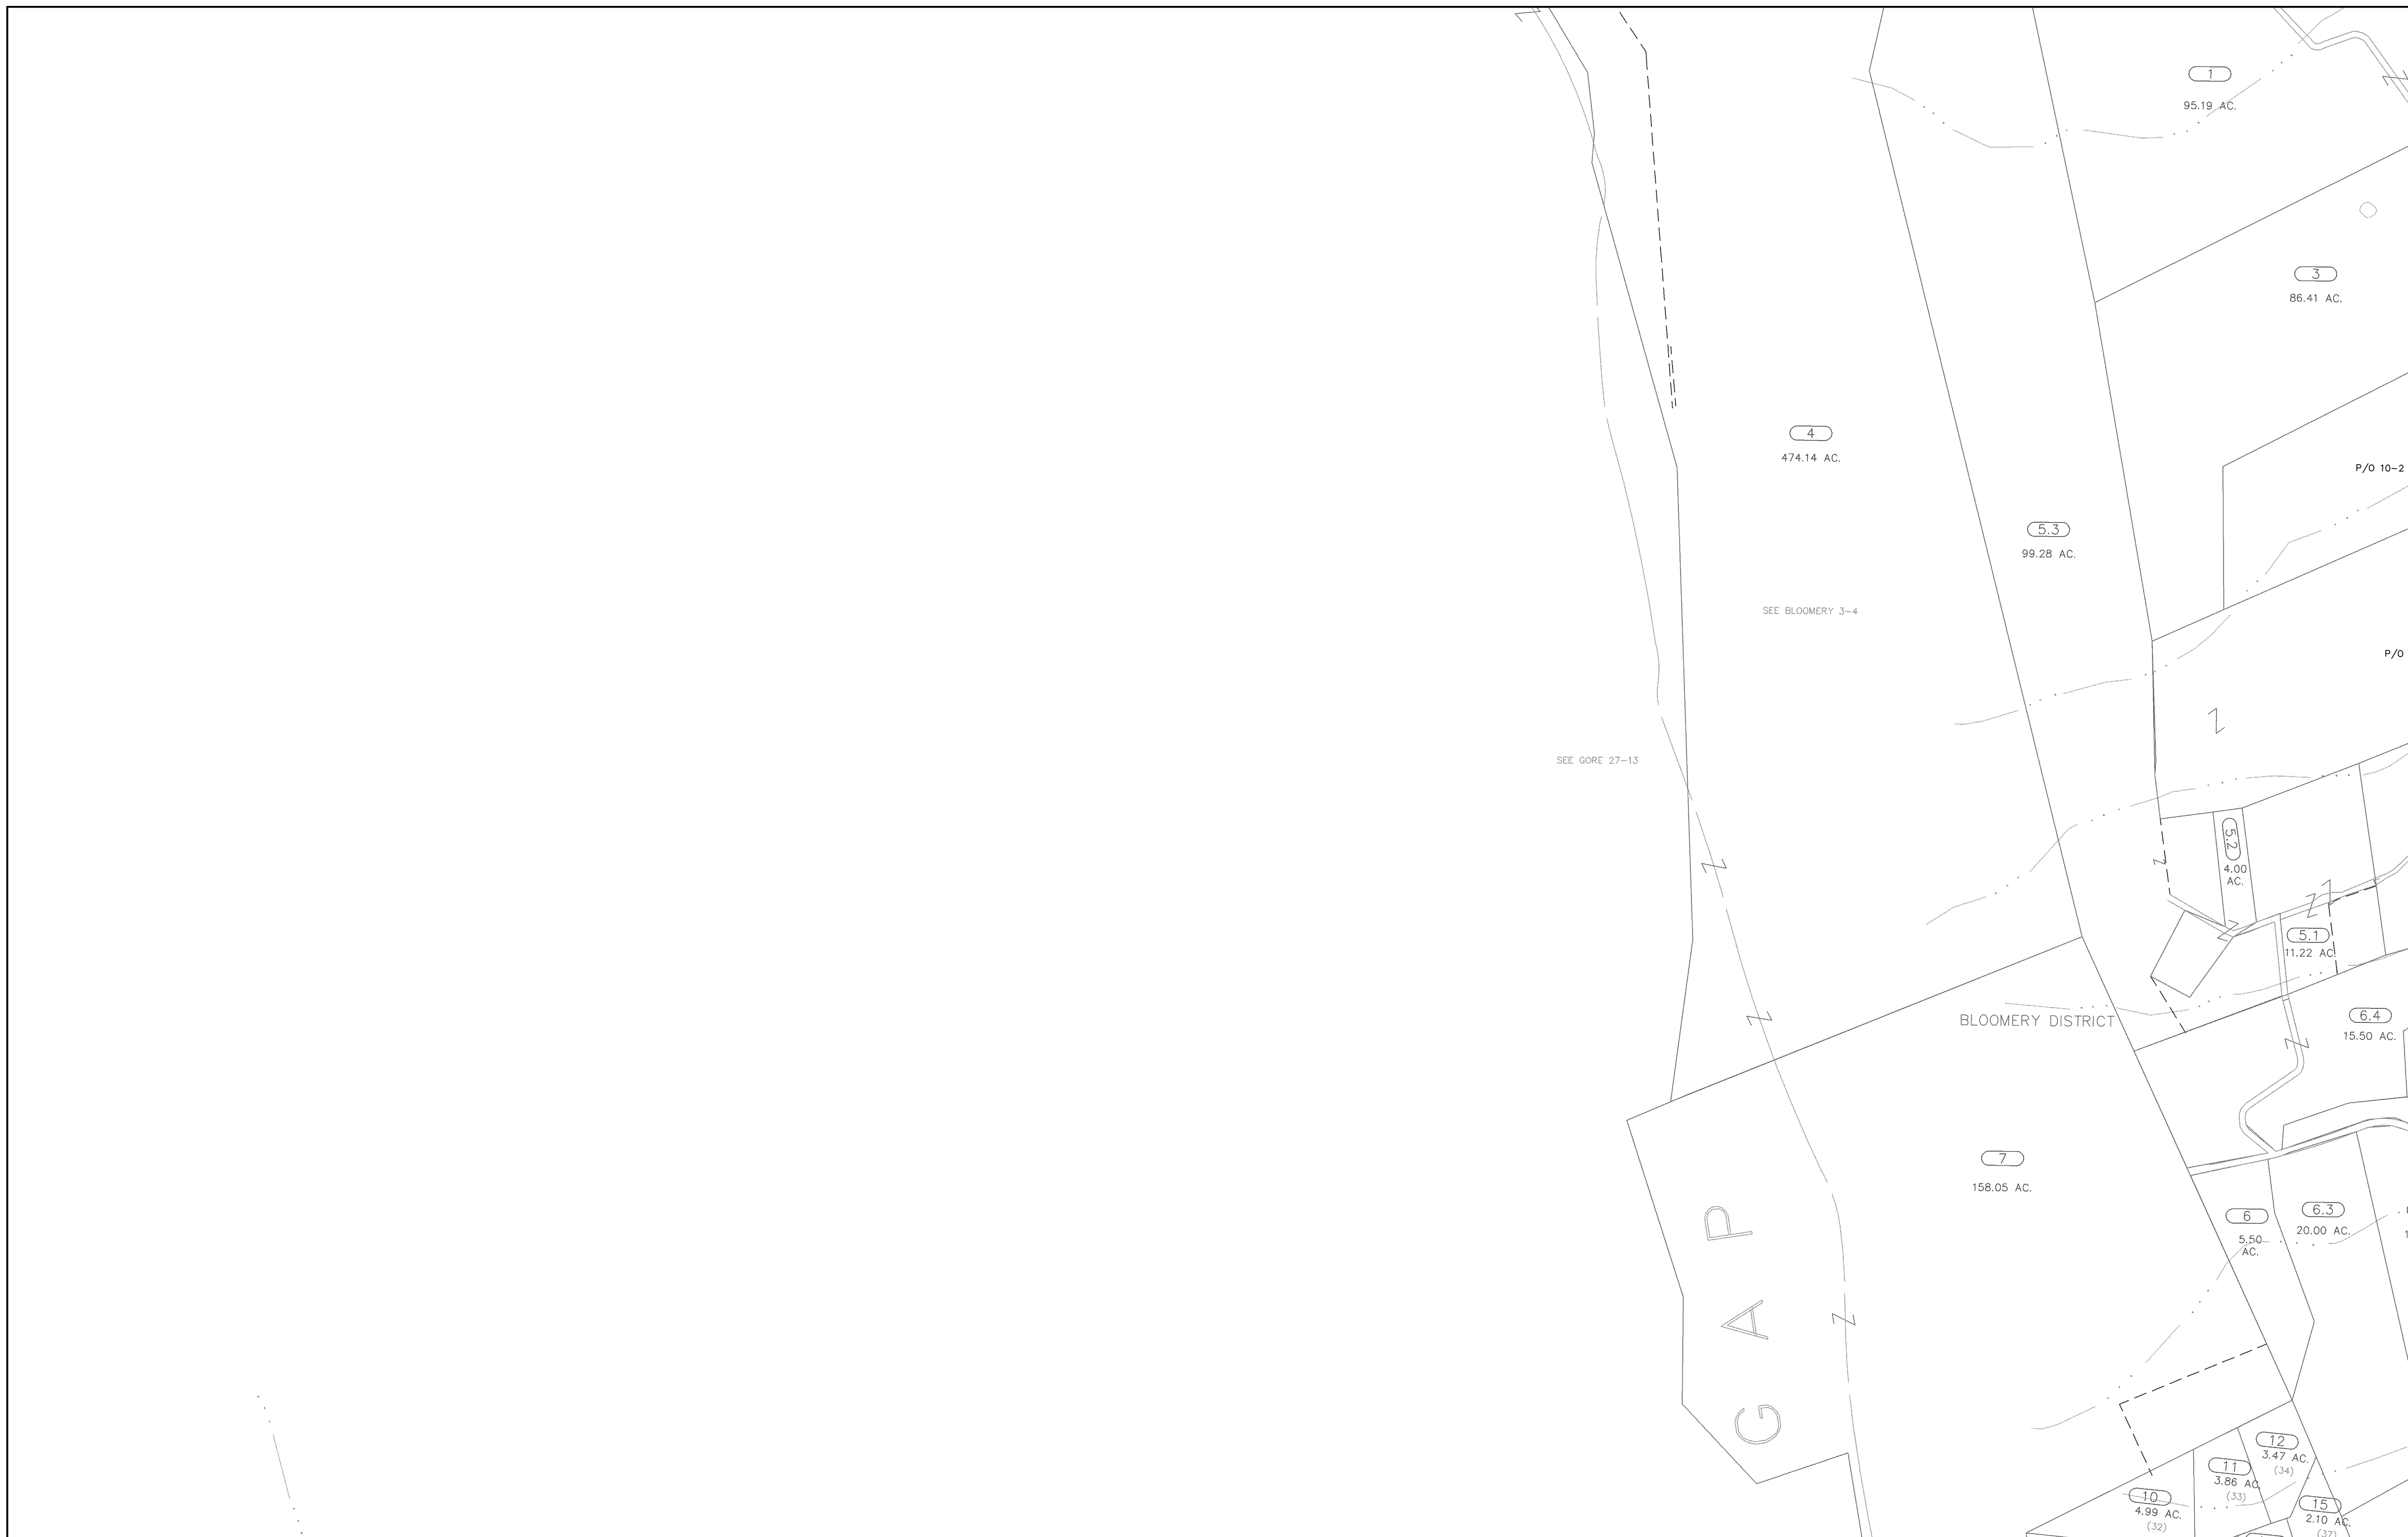 1
95.19 AC.
3
86.41 AC.
4
474.14 AC.
P/O 10-2
5.3
99.28 AC.
SEE BLOOMERY 3-4
P/O
SEE GORE 27-13
5.2
4.00
AC.
5.1
11.22 AC.
6.4
15.50 AC.
BLOOMERY DISTRICT
7
158.05 AC.
6
5.50
AC.
6.3
20.00 AC.
GAP
12
3.47 AC.
(34)
11
3.86 AC.
(33)
10
4.99 AC.
(32)
15
2.10 AC.
(37)